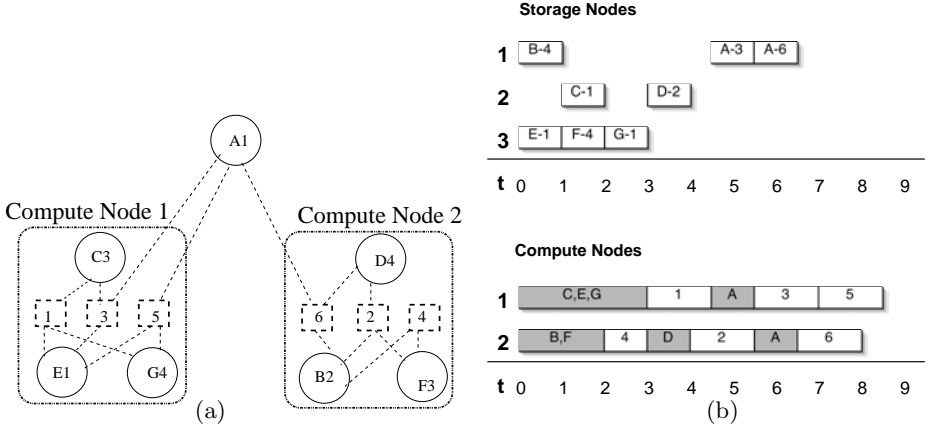 A1
Compute Node 1
C3
1 3 5
E1 G4
Compute Node 2
D4
6 2 4
B2 F3
(a)
Storage Nodes
1 B-4 A-3 A-6
2 C-1 D-2
3 E-1 F-4 G-1
t 0 1 2 3 4 5 6 7 8 9
Compute Nodes
1 C,E,G 1 A 3 5
2 B,F 4 D 2 A 6
t 0 1 2 3 4 5 6 7 8 9
(b)